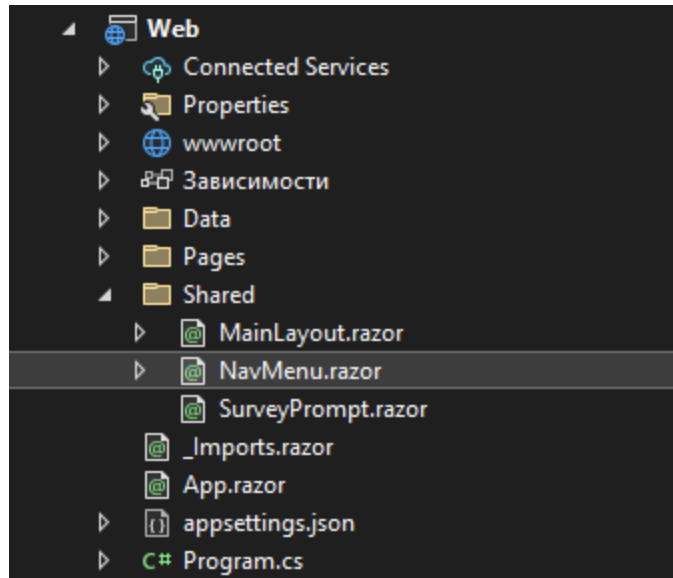 Web
Connected Services
Properties
wwwroot
Зависимости
Data
Pages
Shared
MainLayout.razor
NavMenu.razor
SurveyPrompt.razor
_Imports.razor
App.razor
appsettings.json
C# Program.cs